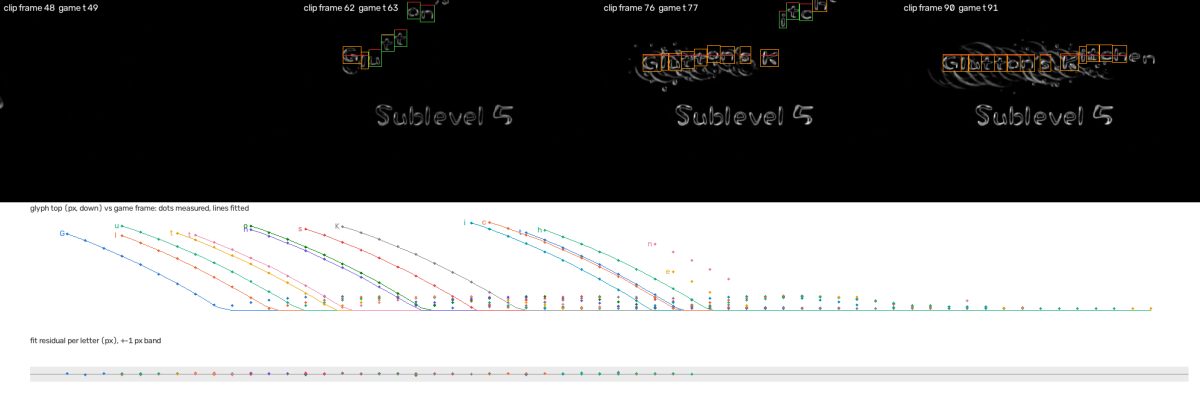 clip frame 48 game t 49
clip frame 62 game t 63
clip frame 76 game t 77
clip frame 90 game t 91
on
G l u t t
Sublevel 5
i t c h
Gluttons K
Sublevel 5
Gluttons Kitchen
Sublevel 5
glyph top (px, down) vs game frame: dots measured, lines fitted
G l u t t n s K i c t h n e
fit residual per letter (px), +-1 px band